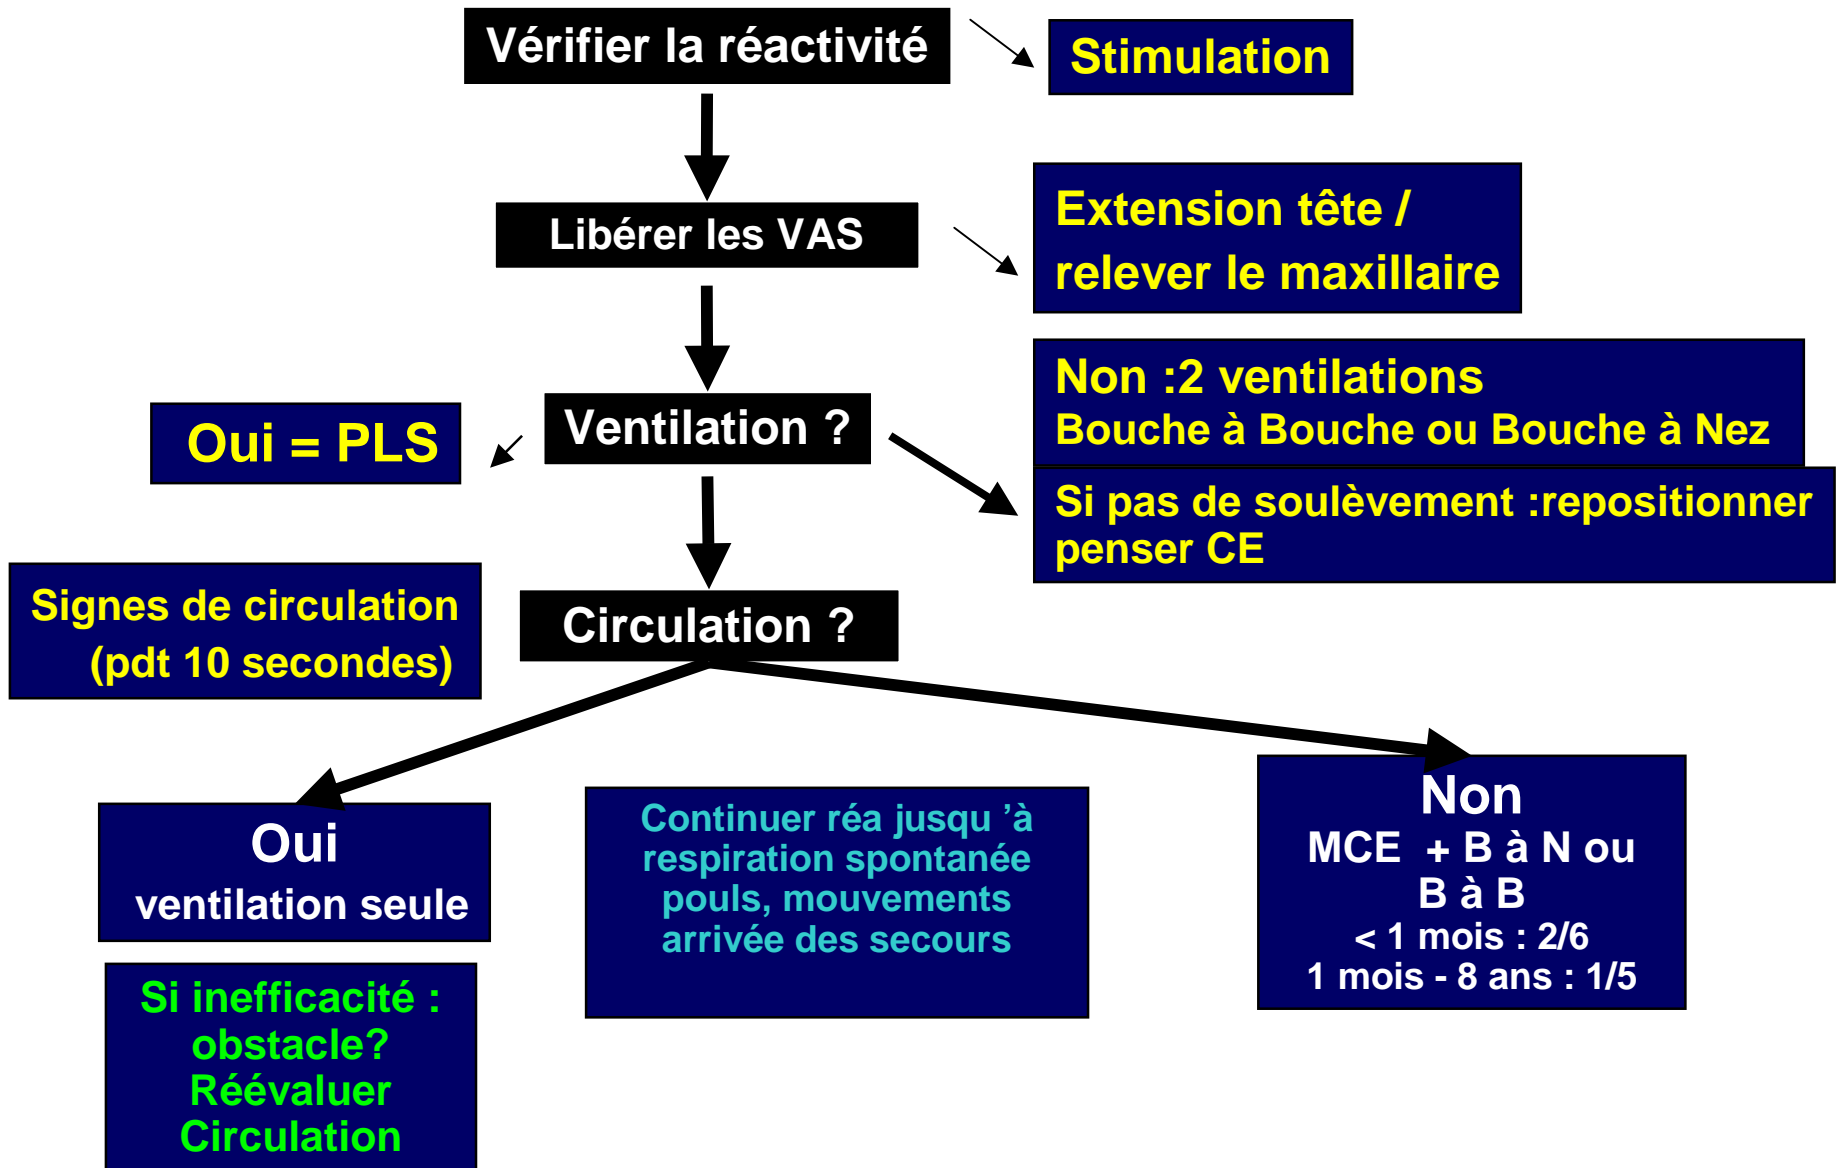 Vérifier la réactivité
Stimulation
Libérer les VAS
Extension tête /
relever le maxillaire
Ventilation ?
Oui = PLS
Non :2 ventilations
Bouche à Bouche ou Bouche à Nez
Si pas de soulèvement :repositionner
penser CE
Signes de circulation
(pdt 10 secondes)
Circulation ?
Oui
ventilation seule
Si inefficacité :
obstacle?
Réévaluer
Circulation
Continuer réa jusqu ’à
respiration spontanée
pouls, mouvements
arrivée des secours
Non
MCE + B à N ou
B à B
< 1 mois : 2/6
1 mois - 8 ans : 1/5